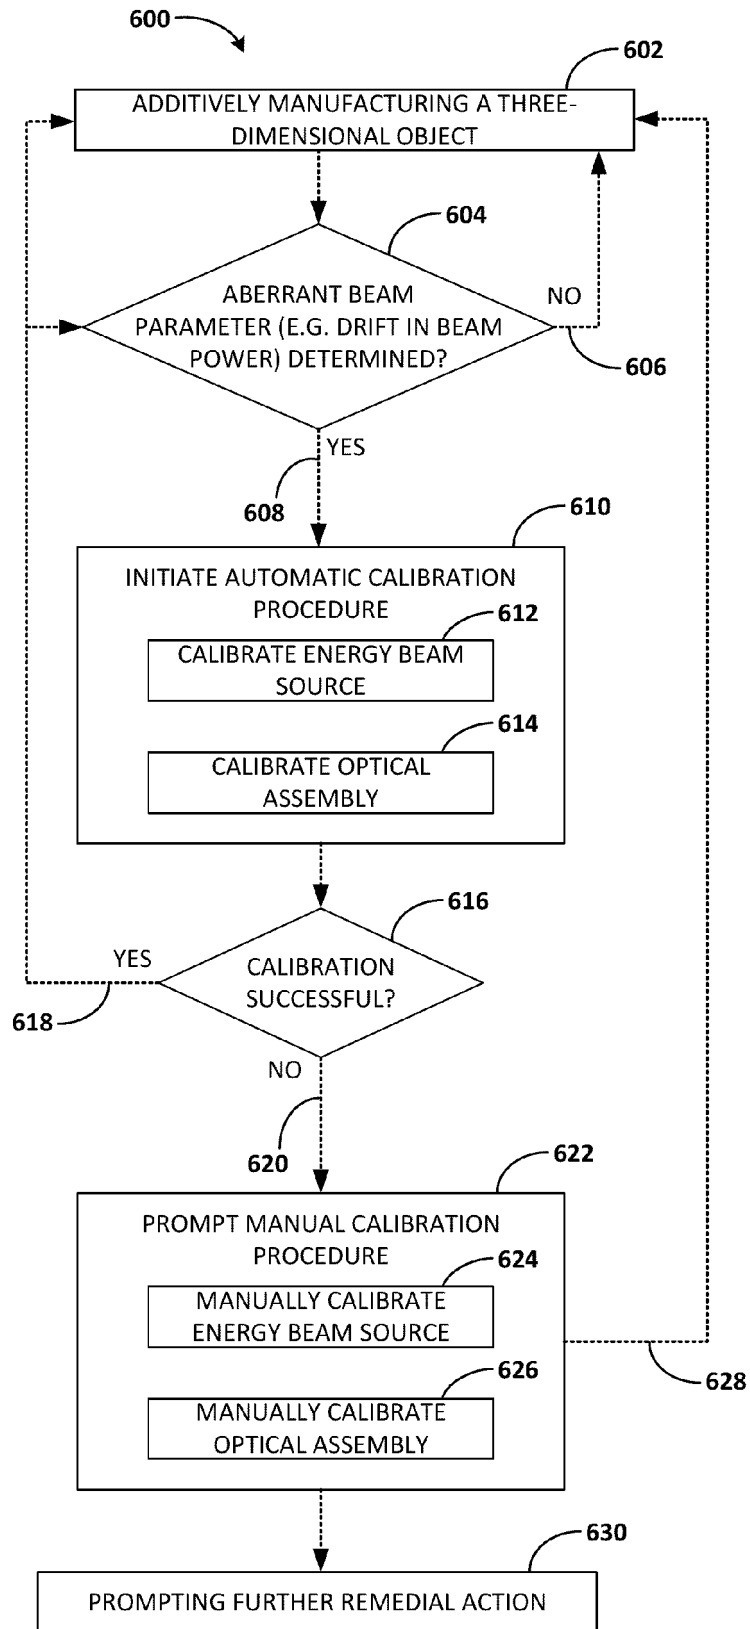 600
602
ADDITIVELY MANUFACTURING A THREE-
DIMENSIONAL OBJECT
604
ABERRANT BEAM
PARAMETER (E.G. DRIFT IN BEAM
POWER) DETERMINED?
NO
606
YES
608
610
INITIATE AUTOMATIC CALIBRATION
PROCEDURE
612
CALIBRATE ENERGY BEAM
SOURCE
614
CALIBRATE OPTICAL
ASSEMBLY
616
YES
CALIBRATION
SUCCESSFUL?
618
NO
620
622
PROMPT MANUAL CALIBRATION
PROCEDURE
624
MANUALLY CALIBRATE
ENERGY BEAM SOURCE
626
MANUALLY CALIBRATE
OPTICAL ASSEMBLY
628
630
PROMPTING FURTHER REMEDIAL ACTION